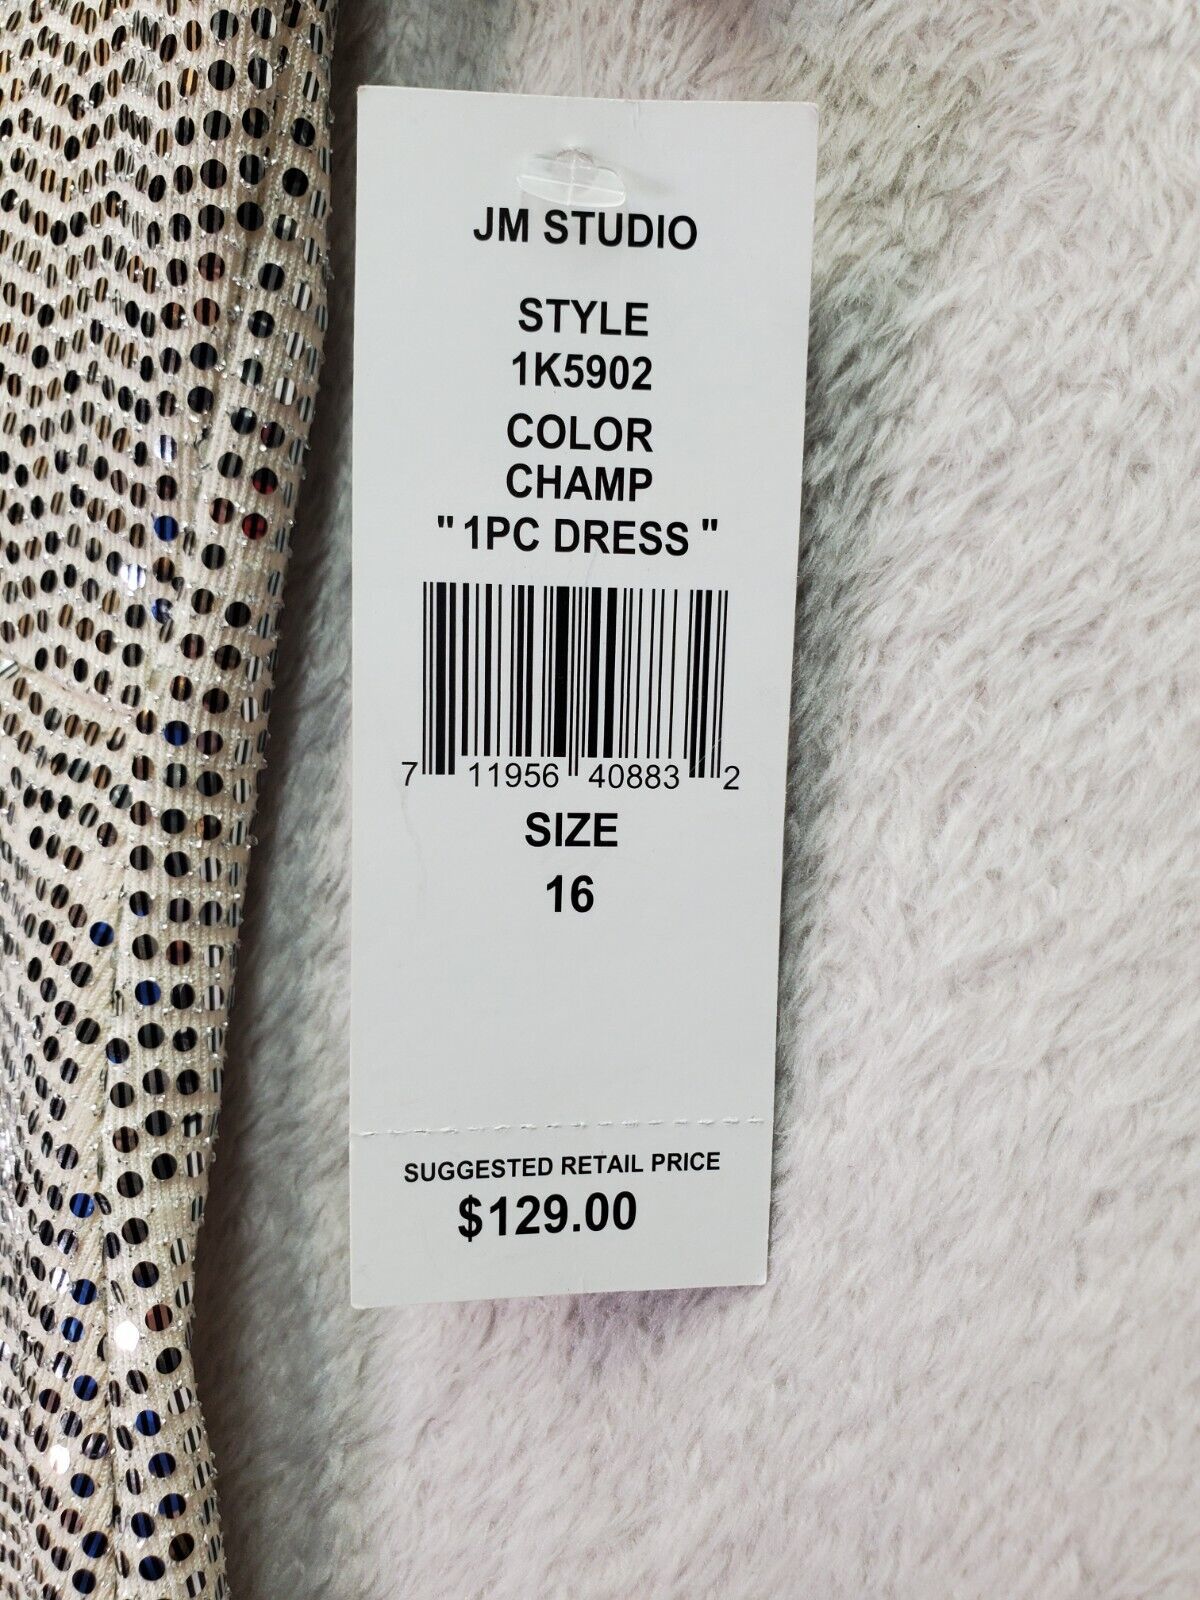 JM STUDIO
STYLE
1K5902
COLOR
CHAMP
" 1PC DRESS "
7 11956 40883 2
SIZE
16
SUGGESTED RETAIL PRICE
$129.00